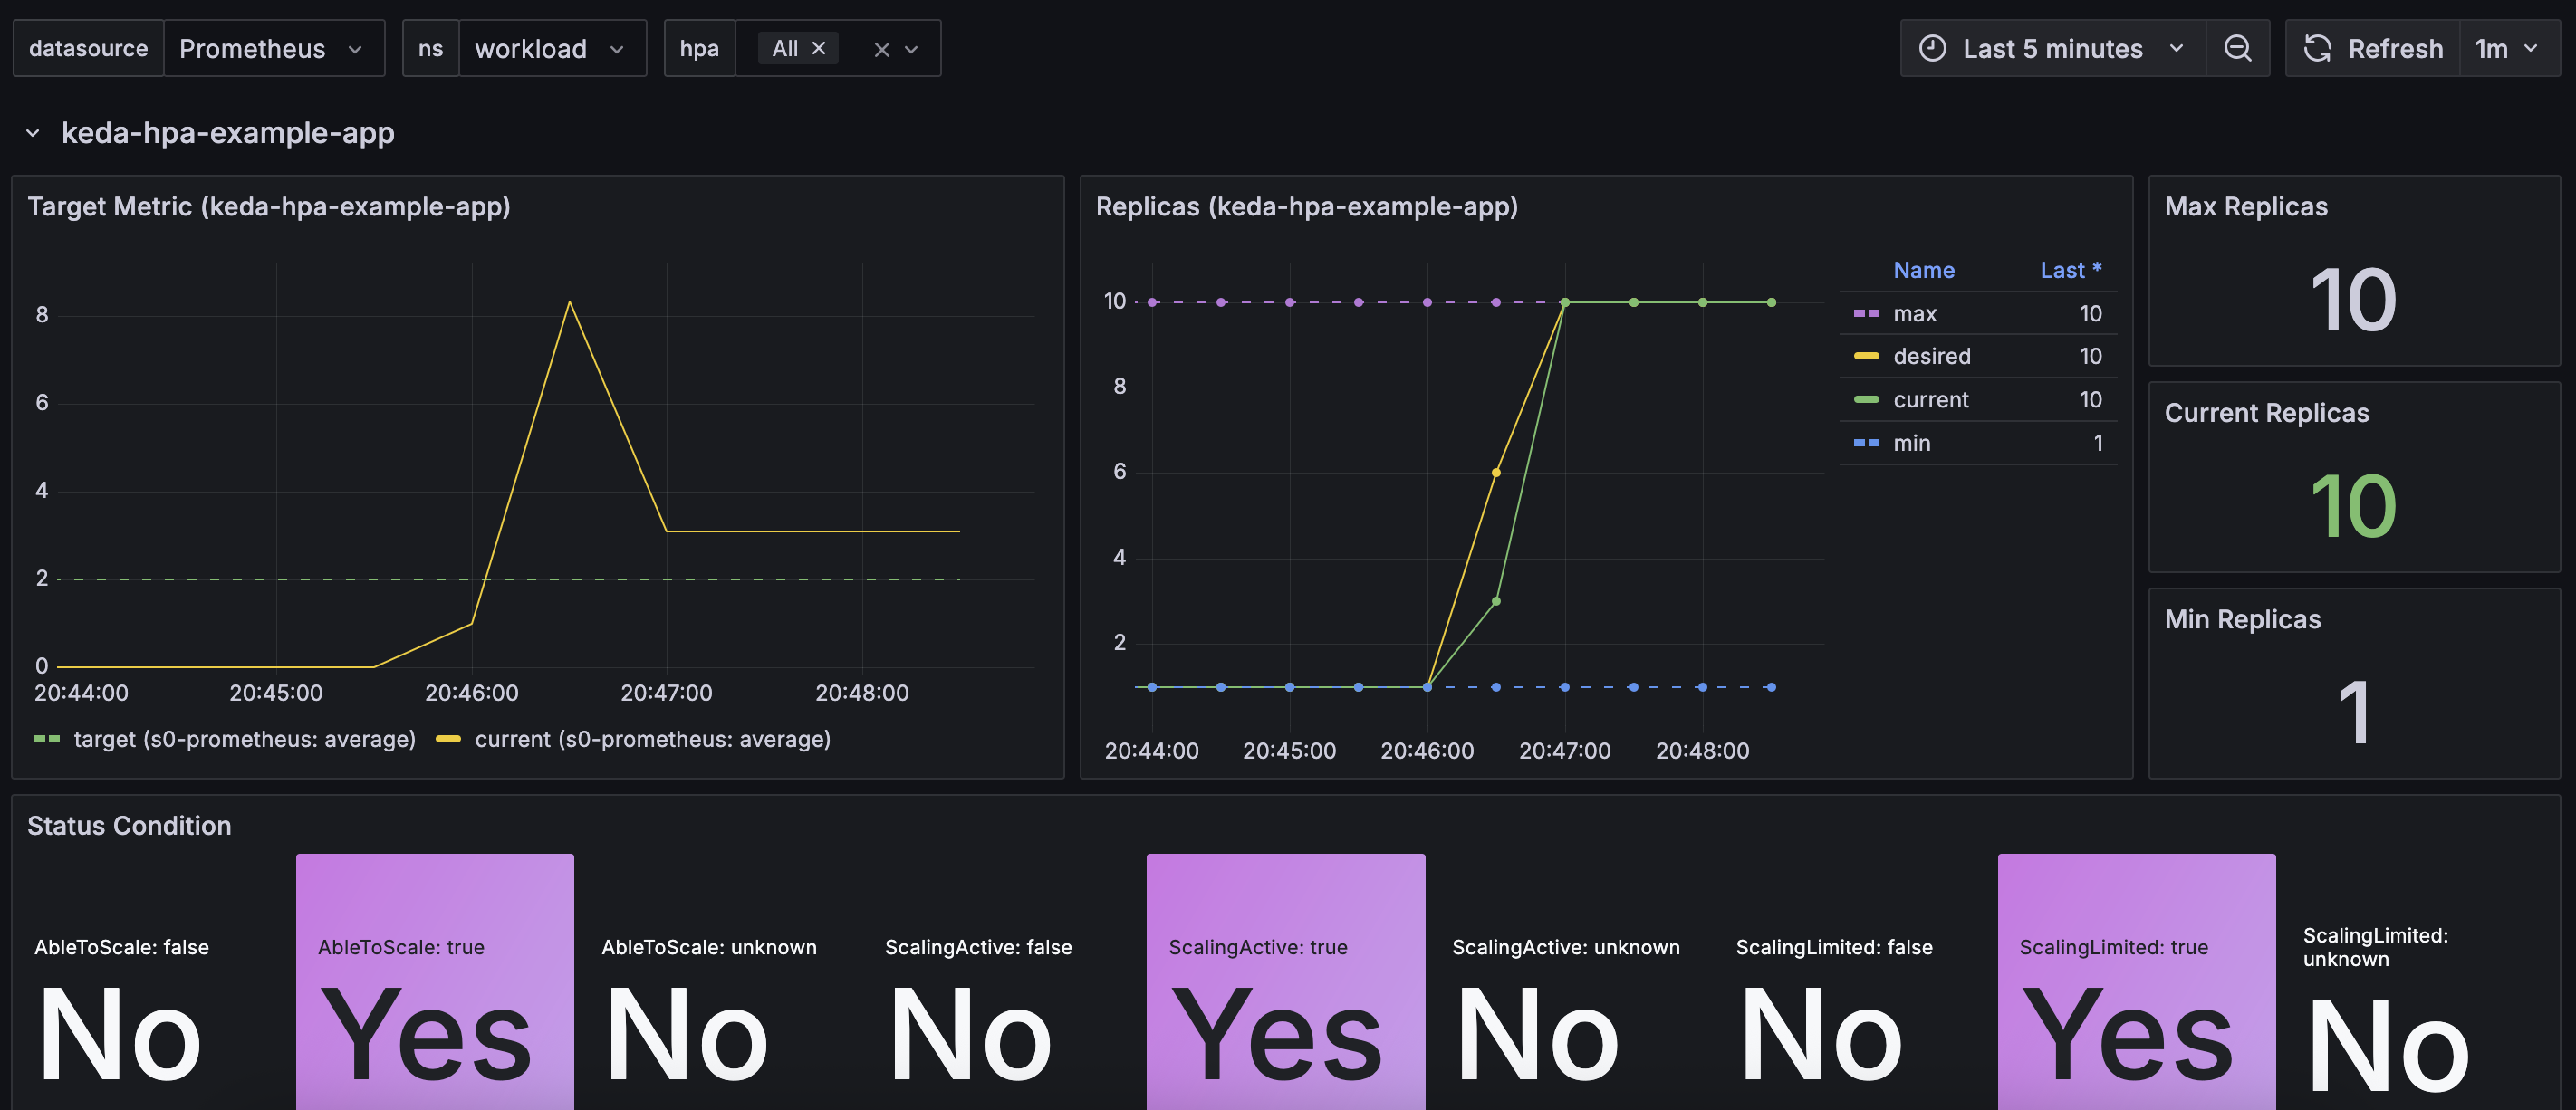 datasource Prometheus ns workload hpa All Last 5 minutes Refresh 1m
keda-hpa-example-app
Target Metric (keda-hpa-example-app)
8
6
4
2
0
20:44:00 20:45:00 20:46:00 20:47:00 20:48:00
target (s0-prometheus: average) current (s0-prometheus: average)
Replicas (keda-hpa-example-app)
10
8
6
4
2
20:44:00 20:45:00 20:46:00 20:47:00 20:48:00
Name Last *
max 10
desired 10
current 10
min 1
Max Replicas
10
Current Replicas
10
Min Replicas
1
Status Condition
AbleToScale: false
No
AbleToScale: true
Yes
AbleToScale: unknown
No
ScalingActive: false
No
ScalingActive: true
Yes
ScalingActive: unknown
No
ScalingLimited: false
No
ScalingLimited: true
Yes
ScalingLimited:
unknown
No